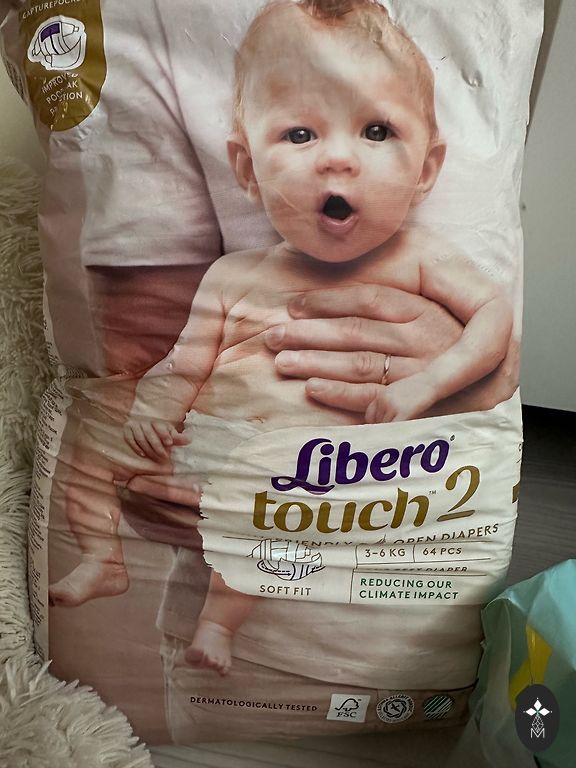 CAPTUREPOCKET
IMPROVED
Libero®
touch™ 2
OPEN DIAPERS
3-6 KG
64 PCS
SOFT FIT
REDUCING OUR
CLIMATE IMPACT
DERMATOLOGICALLY TESTED
FSC
M